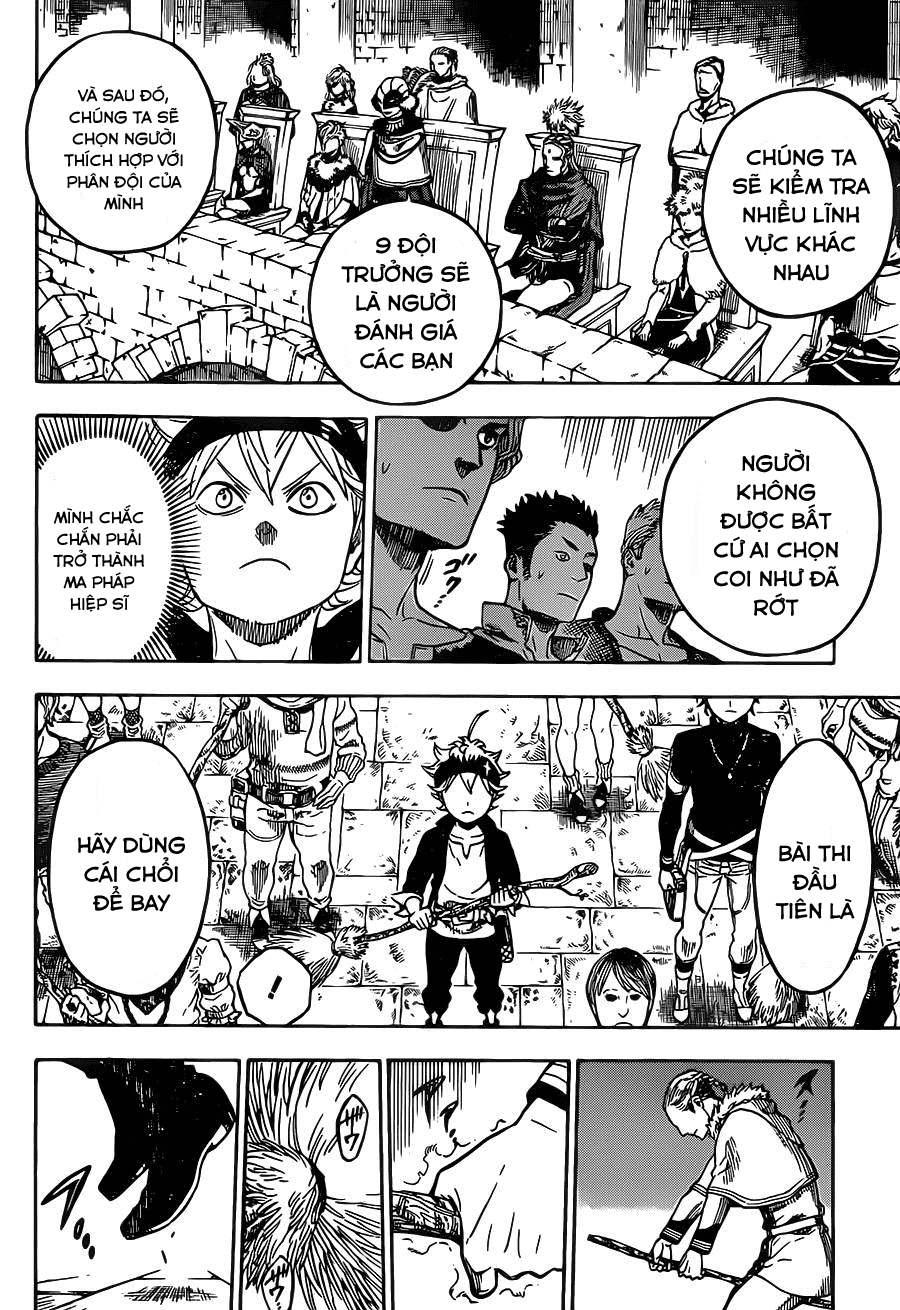 CHÚNG TA
SẼ KIỂM TRA
NHIỀU LĨNH
VỰC KHÁC
NHAU
9 ĐỘI
TRƯỞNG SẼ
LÀ NGƯỜI
ĐÁNH GIÁ
CÁC BẠN
VÀ SAU ĐÓ,
CHÚNG TA SẼ
CHỌN NGƯỜI
THÍCH HỢP VỚI
PHÂN ĐỘI CỦA
MÌNH
NGƯỜI
KHÔNG
ĐƯỢC BẤT
CỨ AI CHỌN
COI NHƯ ĐÃ
RỚT
MÌNH CHẮC
CHẮN PHẢI
TRỞ THÀNH
MA PHÁP
HIỆP SĨ
BÀI THI
ĐẦU
TIÊN LÀ
!
HÃY DÙNG
CÁI CHỔI
ĐỂ BAY